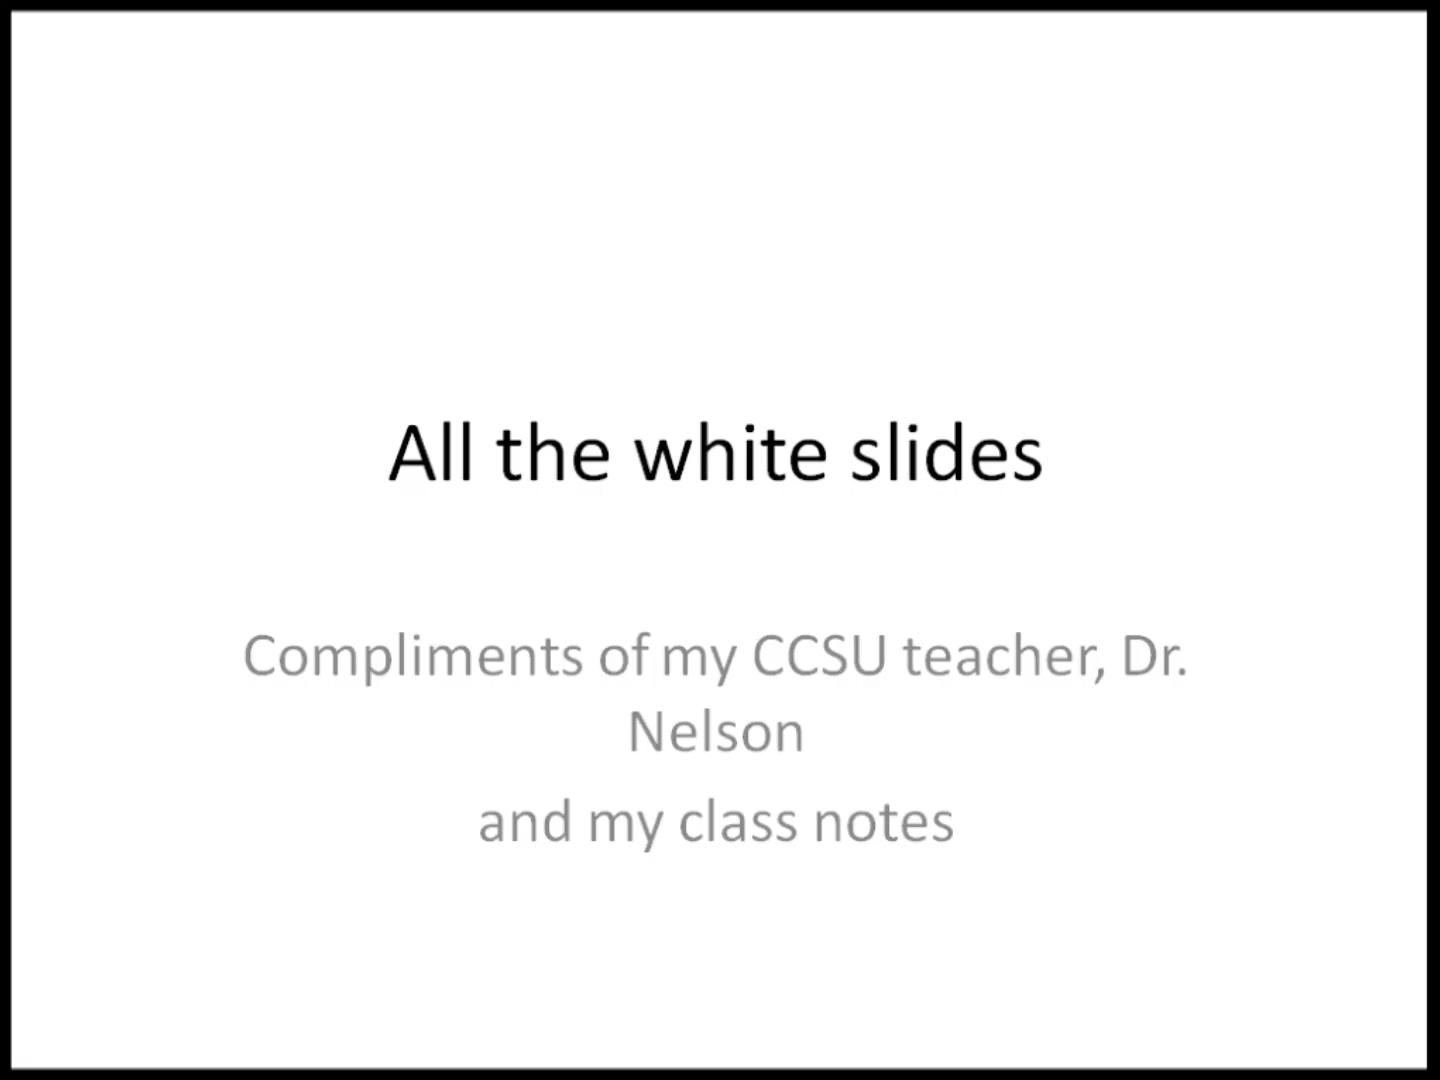 All the white slides
Compliments of my CCSU teacher, Dr.
Nelson
and my class notes